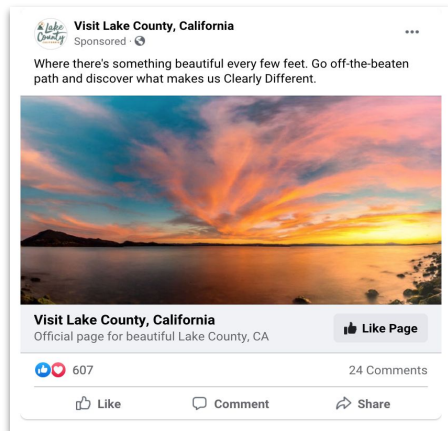 Lake
County
Visit Lake County, California
Sponsored ·
Where there's something beautiful every few feet. Go off-the-beaten
path and discover what makes us Clearly Different.
Visit Lake County, California
Official page for beautiful Lake County, CA
Like Page
607
24 Comments
Like
Comment
Share